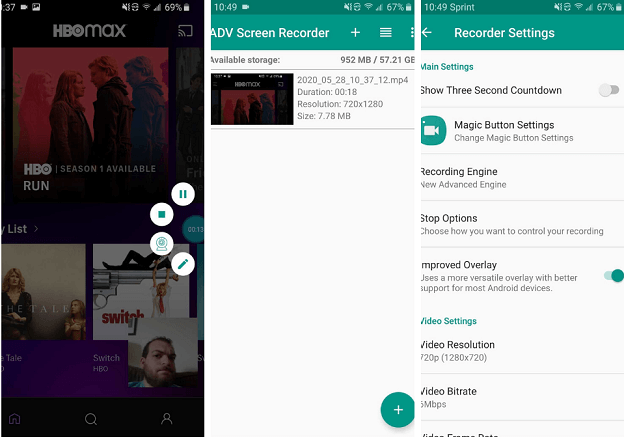 :37
69%
HBOMAX
HBO | SEASON 1 AVAILABLE
RUN
y List >
00:13
THE TALE
switch
e Tale
Switch
HBO
10:49
67%
ADV Screen Recorder
Available storage:
952 MB / 57.21 GB
2020_05_28_10_37_12.mp4
Duration: 00:18
Resolution: 720x1280
Size: 7.78 MB
10:49 Sprint
67%
Recorder Settings
Main Settings
Show Three Second Countdown
Magic Button Settings
Change Magic Button Settings
Recording Engine
New Advanced Engine
Stop Options
Choose how you want to control your recording
Improved Overlay
Uses a more versatile overlay with better
support for most Android devices.
Video Settings
Video Resolution
720p (1280x720)
Video Bitrate
6Mbps
Video Frame Rate